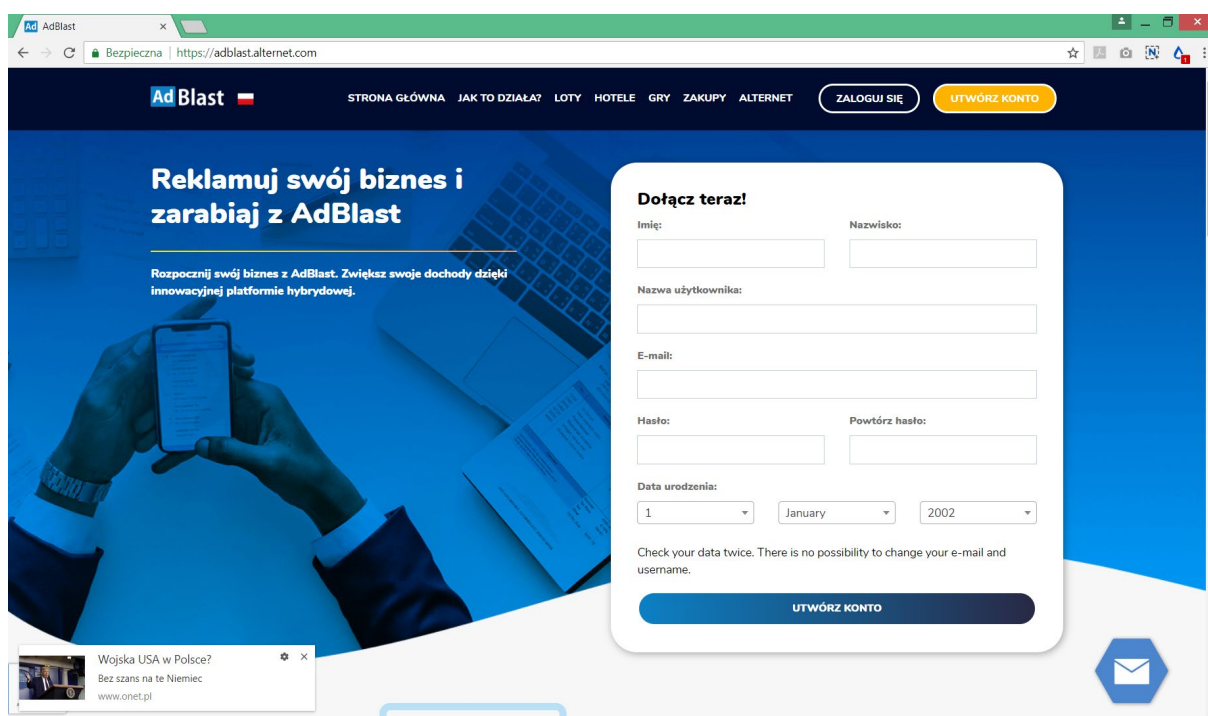 AdBlast
Bezpieczna | https://adblast.alternet.com
1
Ad Blast
STRONA GŁÓWNA JAK TO DZIAŁA? LOTY HOTELE GRY ZAKUPY ALTERNET ZALOGUJ SIĘ UTWÓRZ KONTO
Reklamuj swój biznes i
zarabiaj z AdBlast
Rozpocznij swój biznes z AdBlast. Zwiększ swoje dochody dzięki
innowacyjnej platformie hybrydowej.
Dołącz teraz!
Imię: Nazwisko:
Nazwa użytkownika:
E-mail:
Hasło: Powtórz hasło:
Data urodzenia:
1 January 2002
Check your data twice. There is no possibility to change your e-mail and
username.
UTWÓRZ KONTO
Wojska USA w Polsce?
Bez szans na te Niemiec
www.onet.pl